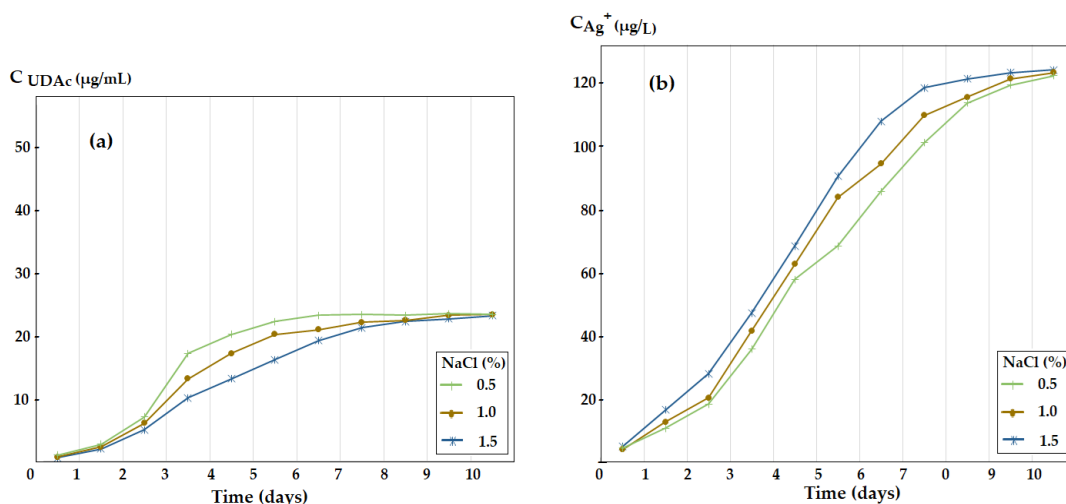 C UDAc (µg/mL)
(a)
50
40
30
20
10
0 1 2 3 4 5 6 7 8 9 10
Time (days)
NaCl (%)
0.5
1.0
1.5
C Ag+ (µg/L)
(b)
120
100
80
60
40
20
0 1 2 3 4 5 6 7 0 9 10
Time (days)
NaCl (%)
0.5
1.0
1.5